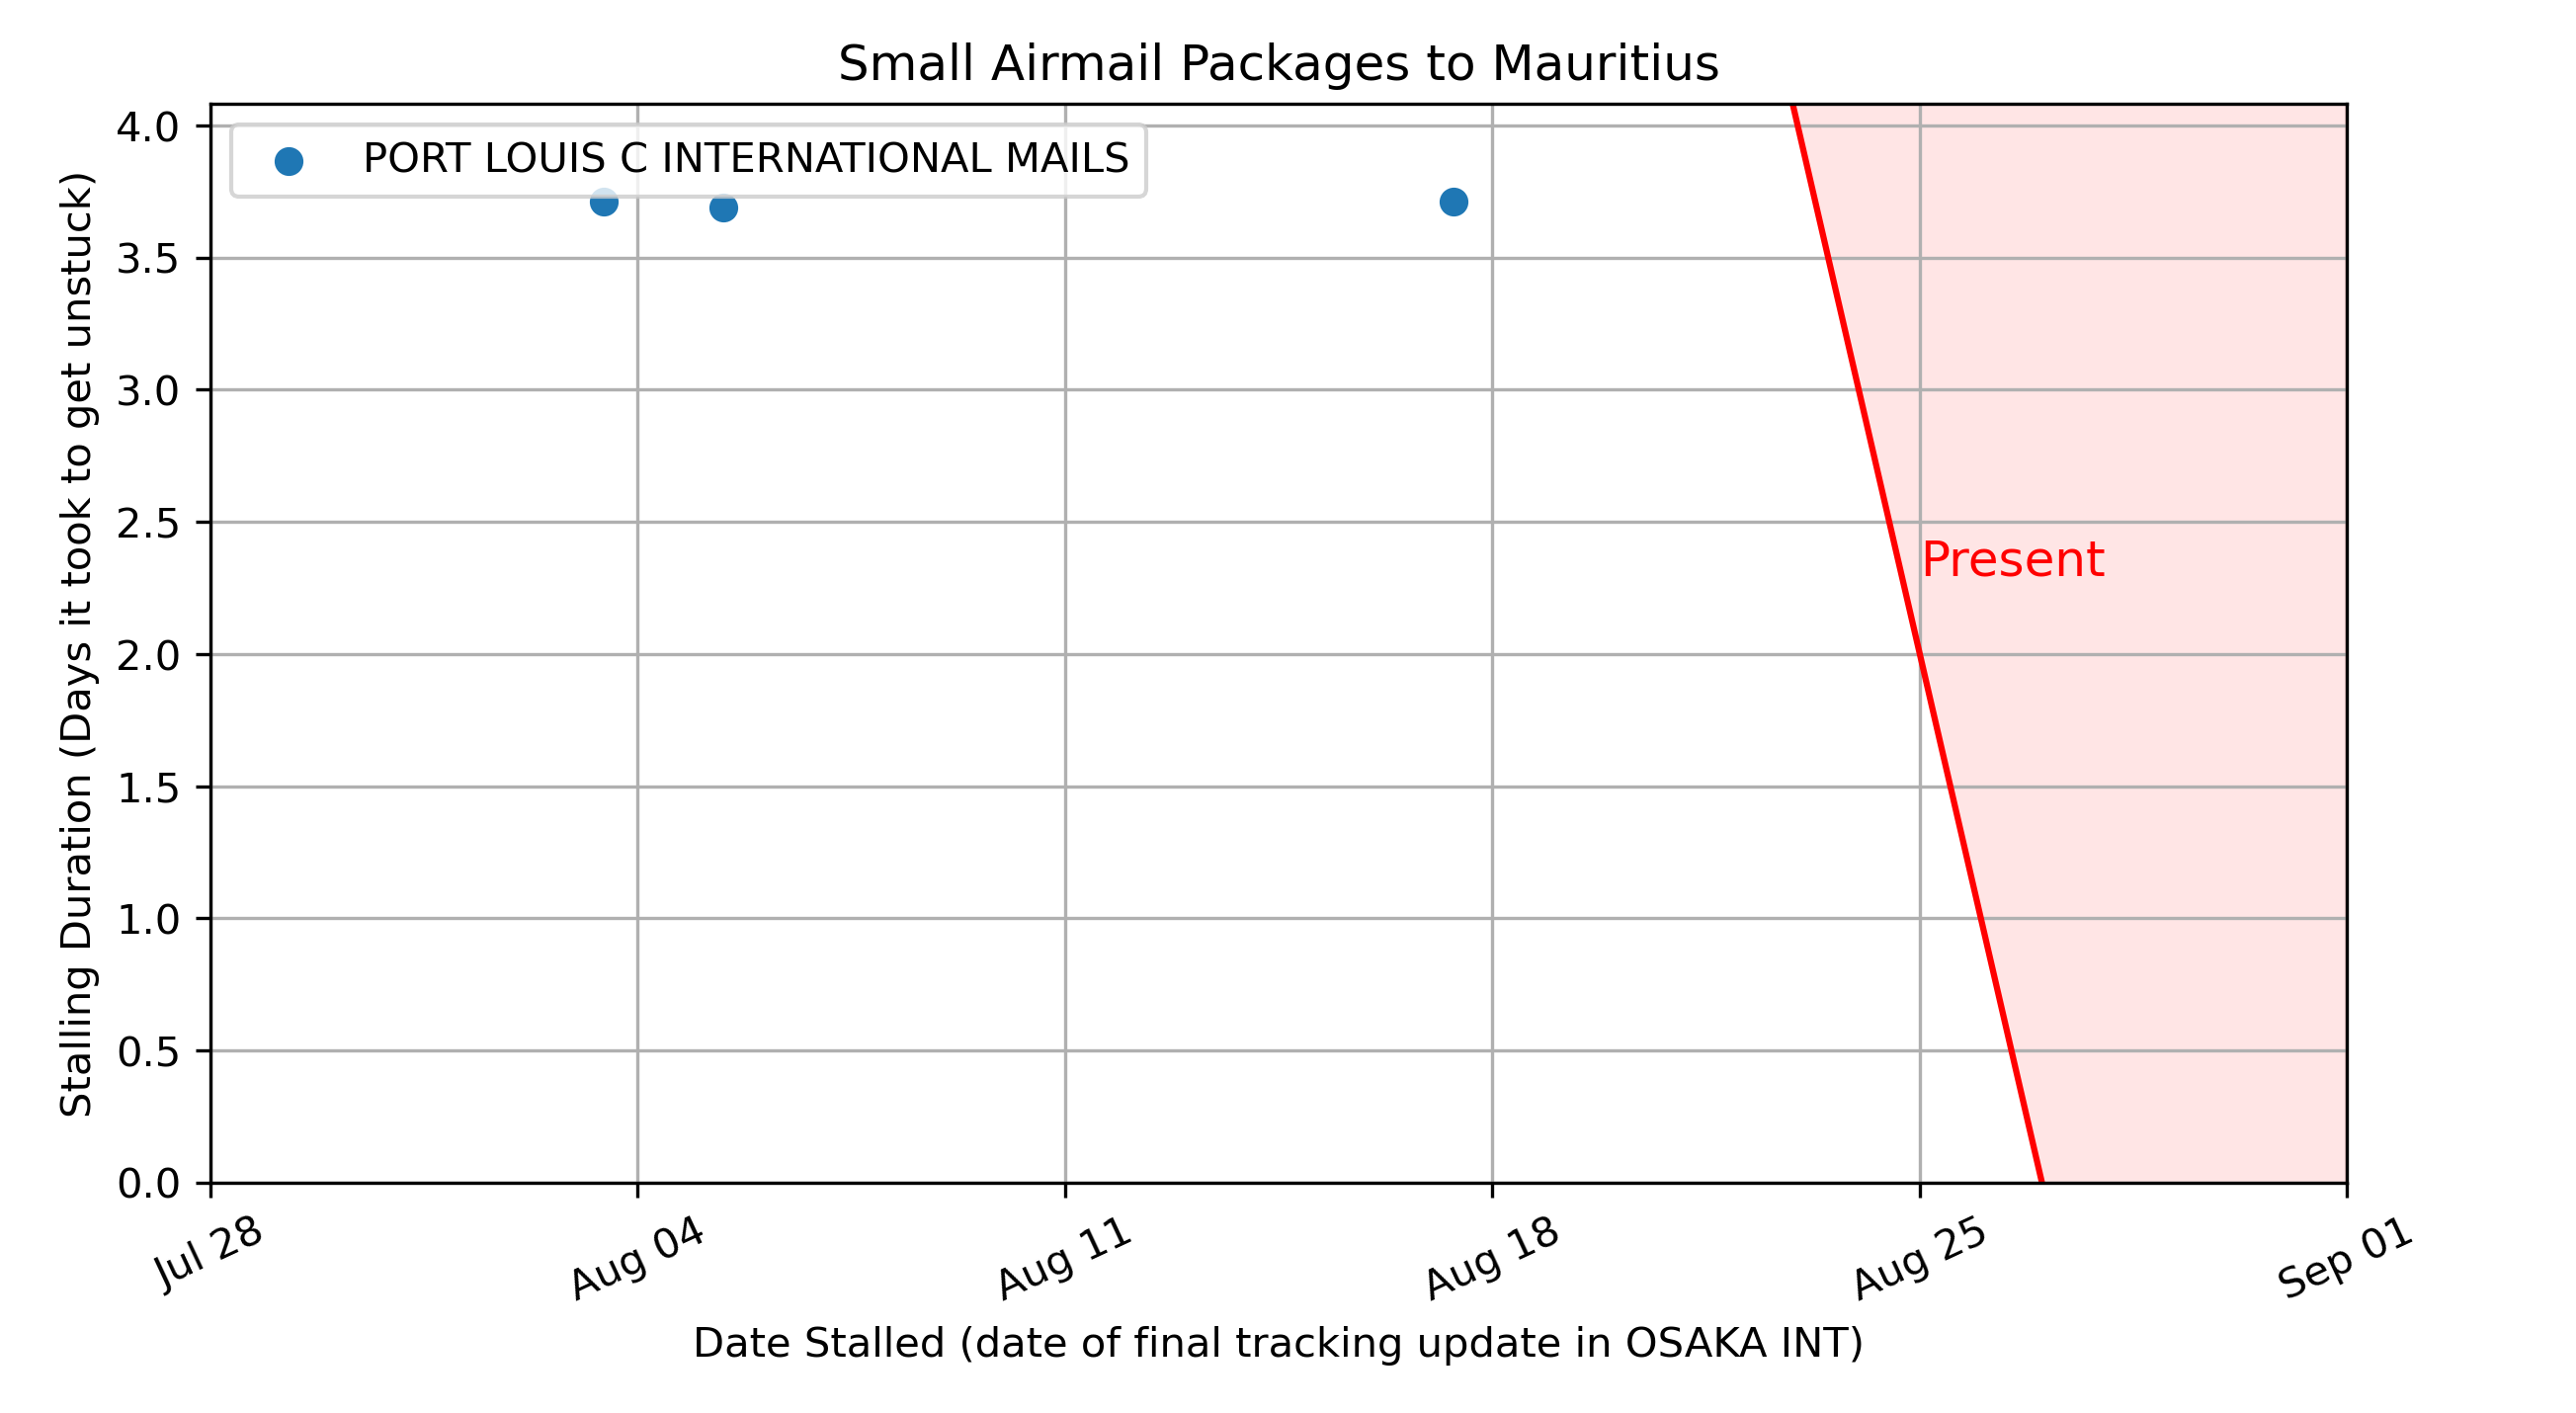 Small Airmail Packages to Mauritius
PORT LOUIS C INTERNATIONAL MAILS
Stalling Duration (Days it took to get unstuck)
4.0
3.5
3.0
2.5
2.0
1.5
1.0
0.5
0.0
Present
Jul 28
Aug 04
Aug 11
Aug 18
Aug 25
Sep 01
Date Stalled (date of final tracking update in OSAKA INT)